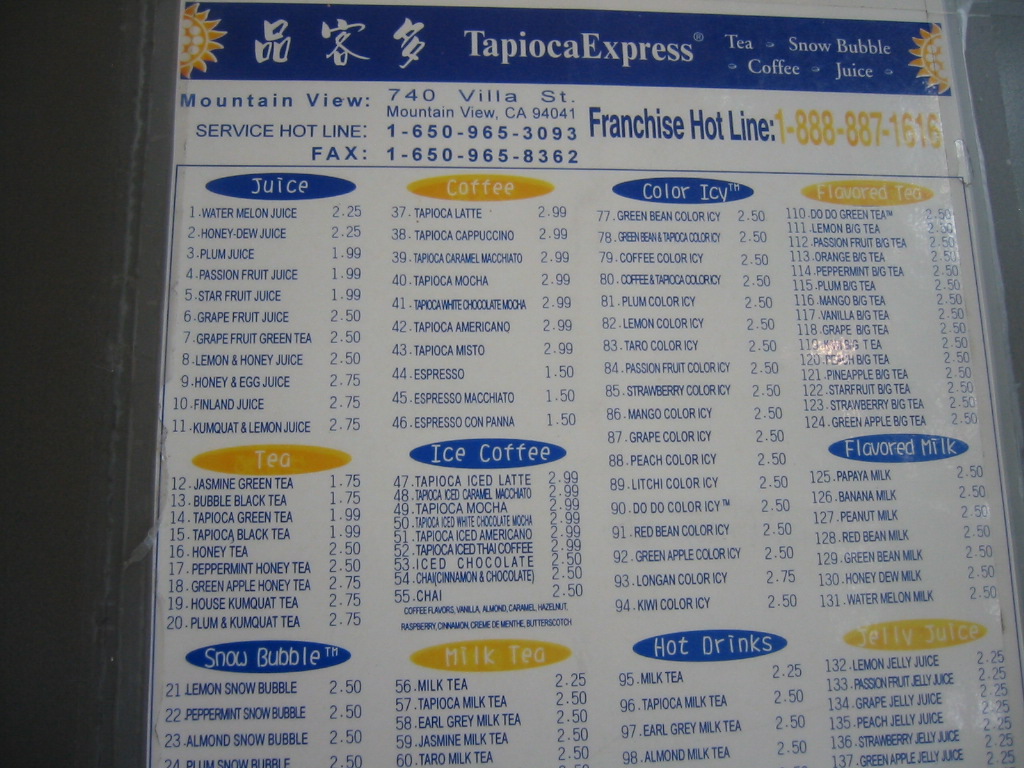 品客多 TapiocaExpress® Tea - Snow Bubble
- Coffee - Juice -
Mountain View: 740 Villa St.
Mountain View, CA 94041
SERVICE HOT LINE: 1-650-965-3093
FAX: 1-650-965-8362
Franchise Hot Line: 1-888-887-1616
Juice
1.WATER MELON JUICE 2.25
2.HONEY-DEW JUICE 2.25
3.PLUM JUICE 1.99
4.PASSION FRUIT JUICE 1.99
5.STAR FRUIT JUICE 1.99
6.GRAPE FRUIT JUICE 2.50
7.GRAPE FRUIT GREEN TEA 2.50
8.LEMON & HONEY JUICE 2.50
9.HONEY & EGG JUICE 2.75
10.FINLAND JUICE 2.75
11.KUMQUAT & LEMON JUICE 2.75
Tea
12.JASMINE GREEN TEA 1.75
13.BUBBLE BLACK TEA 1.75
14.TAPIOCA GREEN TEA 1.99
15.TAPIOCA BLACK TEA 1.99
16.HONEY TEA 2.50
17.PEPPERMINT HONEY TEA 2.50
18.GREEN APPLE HONEY TEA 2.75
19.HOUSE KUMQUAT TEA 2.75
20.PLUM & KUMQUAT TEA 2.75
Snow Bubble™
21.LEMON SNOW BUBBLE 2.50
22.PEPPERMINT SNOW BUBBLE 2.50
23.ALMOND SNOW BUBBLE 2.50
24.PLUM SNOW BUBBLE 2.50
Coffee
37.TAPIOCA LATTE 2.99
38.TAPIOCA CAPPUCCINO 2.99
39.TAPIOCA CARAMEL MACCHIATO 2.99
40.TAPIOCA MOCHA 2.99
41.TAPIOCA WHITE CHOCOLATE MOCHA 2.99
42.TAPIOCA AMERICANO 2.99
43.TAPIOCA MISTO 2.99
44.ESPRESSO 1.50
45.ESPRESSO MACCHIATO 1.50
46.ESPRESSO CON PANNA 1.50
Ice Coffee
47.TAPIOCA ICED LATTE 2.99
48.TAPIOCA ICED CARAMEL MACCHIATO 2.99
49.TAPIOCA MOCHA 2.99
50.TAPIOCA ICED WHITE CHOCOLATE MOCHA 2.99
51.TAPIOCA ICED AMERICANO 2.99
52.TAPIOCA ICED THAI COFFEE 2.99
53.ICED CHOCOLATE 2.50
54.CHAI(CINNAMON & CHOCOLATE) 2.50
55.CHAI 2.50
COFFEE FLAVORS, VANILLA, ALMOND, CARAMEL, HAZELNUT,
RASPBERRY, CINNAMON, CREME DE MENTHE, BUTTERSCOTCH
Milk Tea
56.MILK TEA 2.25
57.TAPIOCA MILK TEA 2.50
58.EARL GREY MILK TEA 2.50
59.JASMINE MILK TEA 2.50
60.TARO MILK TEA 2.50
Color Icy™
77.GREEN BEAN COLOR ICY 2.50
78.GREEN BEAN & TAPIOCA COLOR ICY 2.50
79.COFFEE COLOR ICY 2.50
80.COFFEE & TAPIOCA COLOR ICY 2.50
81.PLUM COLOR ICY 2.50
82.LEMON COLOR ICY 2.50
83.TARO COLOR ICY 2.50
84.PASSION FRUIT COLOR ICY 2.50
85.STRAWBERRY COLOR ICY 2.50
86.MANGO COLOR ICY 2.50
87.GRAPE COLOR ICY 2.50
88.PEACH COLOR ICY 2.50
89.LITCHI COLOR ICY 2.50
90.DO DO COLOR ICY™ 2.50
91.RED BEAN COLOR ICY 2.50
92.GREEN APPLE COLOR ICY 2.50
93.LONGAN COLOR ICY 2.75
94.KIWI COLOR ICY 2.50
Hot Drinks
95.MILK TEA 2.25
96.TAPIOCA MILK TEA 2.50
97.EARL GREY MILK TEA 2.50
98.ALMOND MILK TEA 2.50
Flavored Tea
110.DO DO GREEN TEA™ 2.50
111.LEMON B/G TEA 2.50
112.PASSION FRUIT B/G TEA 2.50
113.ORANGE B/G TEA 2.50
114.PEPPERMINT B/G TEA 2.50
115.PLUM B/G TEA 2.50
116.MANGO B/G TEA 2.50
117.VANILLA B/G TEA 2.50
118.GRAPE B/G TEA 2.50
119. B/G TEA 2.50
120.PEACH B/G TEA 2.50
121.PINEAPPLE B/G TEA 2.50
122.STARFRUIT B/G TEA 2.50
123.STRAWBERRY B/G TEA 2.50
124.GREEN APPLE B/G TEA 2.50
Flavored Milk
125.PAPAYA MILK 2.50
126.BANANA MILK 2.50
127.PEANUT MILK 2.50
128.RED BEAN MILK 2.50
129.GREEN BEAN MILK 2.50
130.HONEY DEW MILK 2.50
131.WATER MELON MILK 2.50
Jelly Juice
132.LEMON JELLY JUICE 2.25
133.PASSION FRUIT JELLY JUICE 2.25
134.GRAPE JELLY JUICE 2.25
135.PEACH JELLY JUICE 2.25
136.STRAWBERRY JELLY JUICE 2.25
137.GREEN APPLE JELLY JUICE 2.25